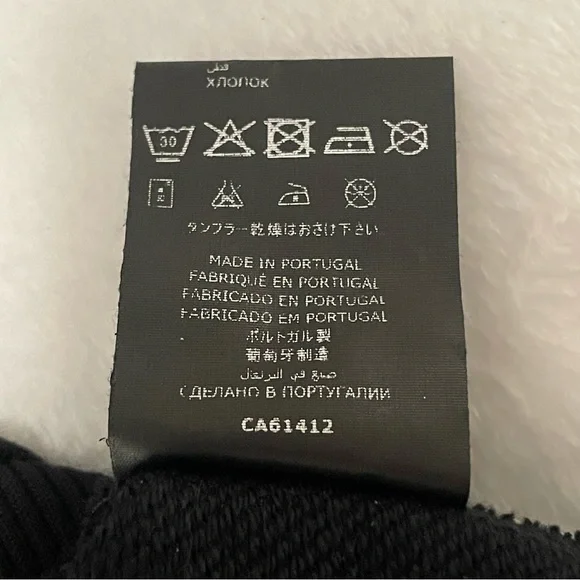 قطن
хлопок
30
タンブラー乾燥はおさけ下さい
MADE IN PORTUGAL
FABRIQUÉ EN PORTUGAL
FABRICADO EN PORTUGAL
FABRICADO EM PORTUGAL
ポルトガル製
葡萄牙制造
صنع في البرتغال
СДЕЛАНО В ПОРТУГАЛИИ
CA61412